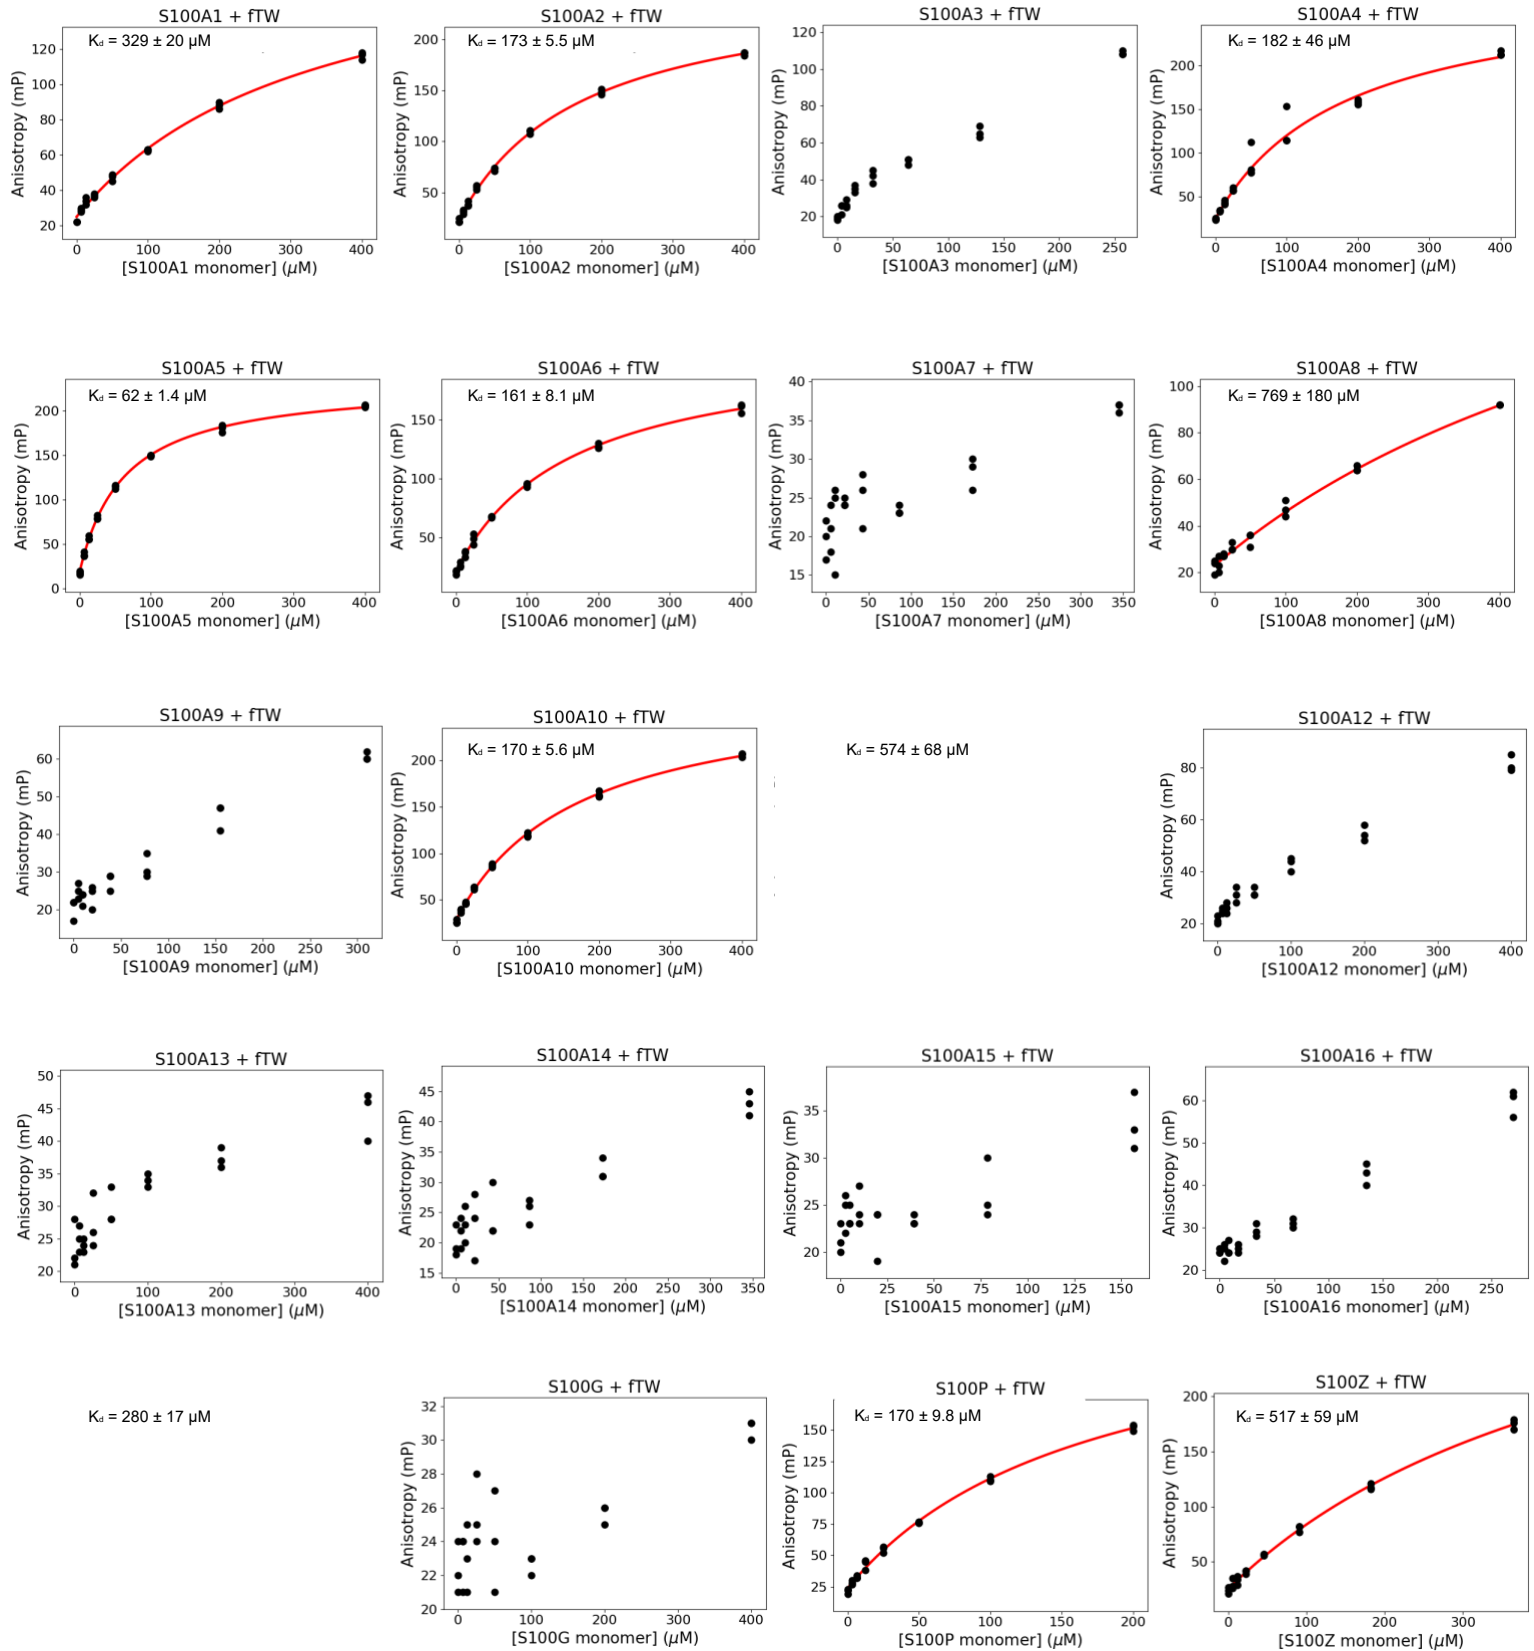 S100A1 + fTW
Kd = 329 ± 20 µM
Anisotropy (mP)
120
100
80
60
40
20
0 100 200 300 400
[S100A1 monomer] (µM)
S100A2 + fTW
Kd = 173 ± 5.5 µM
Anisotropy (mP)
200
150
100
50
0 100 200 300 400
[S100A2 monomer] (µM)
S100A3 + fTW
Anisotropy (mP)
120
100
80
60
40
20
0 50 100 150 200 250
[S100A3 monomer] (µM)
S100A4 + fTW
Kd = 182 ± 46 µM
Anisotropy (mP)
200
150
100
50
0 100 200 300 400
[S100A4 monomer] (µM)
S100A5 + fTW
Kd = 62 ± 1.4 µM
Anisotropy (mP)
200
150
100
50
0
0 100 200 300 400
[S100A5 monomer] (µM)
S100A6 + fTW
Kd = 161 ± 8.1 µM
Anisotropy (mP)
150
100
50
0 100 200 300 400
[S100A6 monomer] (µM)
S100A7 + fTW
Anisotropy (mP)
40
35
30
25
20
15
0 50 100 150 200 250 300 350
[S100A7 monomer] (µM)
S100A8 + fTW
Kd = 769 ± 180 µM
Anisotropy (mP)
100
80
60
40
20
0 100 200 300 400
[S100A8 monomer] (µM)
S100A9 + fTW
Anisotropy (mP)
60
50
40
30
20
0 50 100 150 200 250 300
[S100A9 monomer] (µM)
S100A10 + fTW
Kd = 170 ± 5.6 µM
Anisotropy (mP)
200
150
100
50
0 100 200 300 400
[S100A10 monomer] (µM)
Kd = 574 ± 68 µM
S100A12 + fTW
Anisotropy (mP)
80
60
40
20
0 100 200 300 400
[S100A12 monomer] (µM)
S100A13 + fTW
Anisotropy (mP)
50
45
40
35
30
25
20
0 100 200 300 400
[S100A13 monomer] (µM)
S100A14 + fTW
Anisotropy (mP)
45
40
35
30
25
20
15
0 50 100 150 200 250 300 350
[S100A14 monomer] (µM)
S100A15 + fTW
Anisotropy (mP)
35
30
25
20
0 25 50 75 100 125 150
[S100A15 monomer] (µM)
S100A16 + fTW
Anisotropy (mP)
60
50
40
30
20
0 50 100 150 200 250
[S100A16 monomer] (µM)
Kd = 280 ± 17 µM
S100G + fTW
Anisotropy (mP)
32
30
28
26
24
22
20
0 100 200 300 400
[S100G monomer] (µM)
S100P + fTW
Kd = 170 ± 9.8 µM
Anisotropy (mP)
150
125
100
75
50
25
0 50 100 150 200
[S100P monomer] (µM)
S100Z + fTW
Kd = 517 ± 59 µM
Anisotropy (mP)
200
150
100
50
0 100 200 300
[S100Z monomer] (µM)